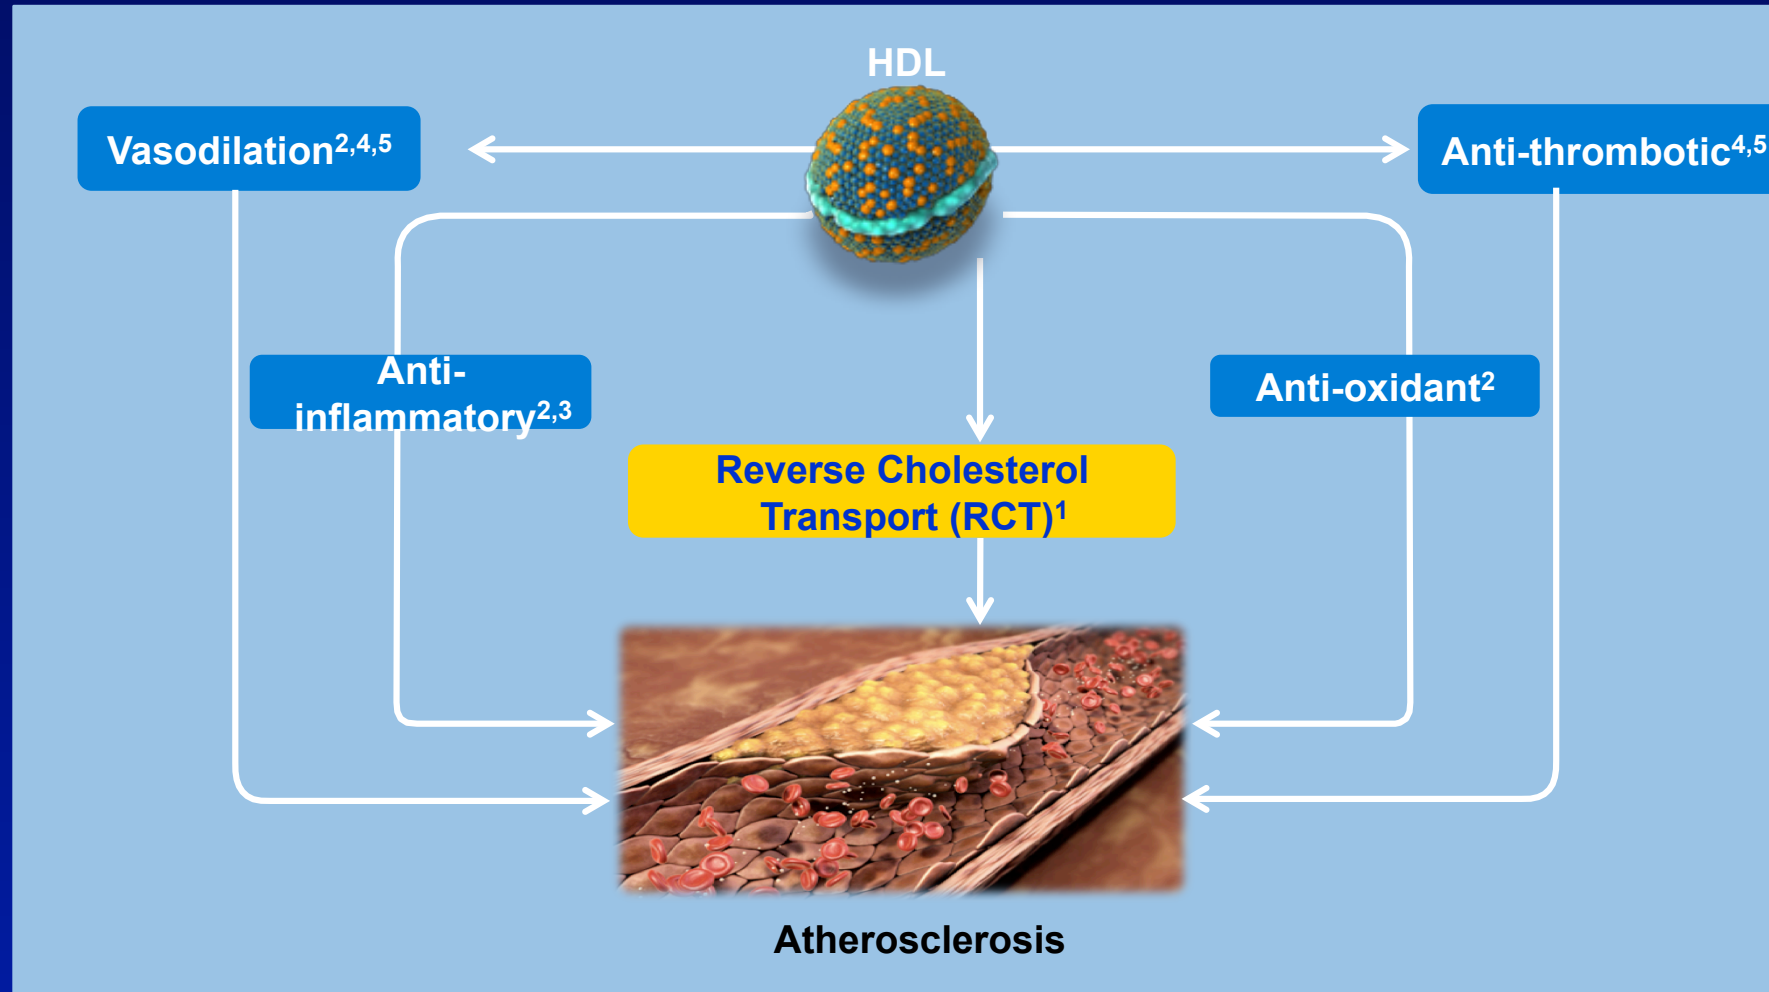 HDL
Vasodilation2,4,5
Anti-thrombotic4,5
Anti-
inflammatory2,3
Anti-oxidant2
Reverse Cholesterol
Transport (RCT)1
Atherosclerosis